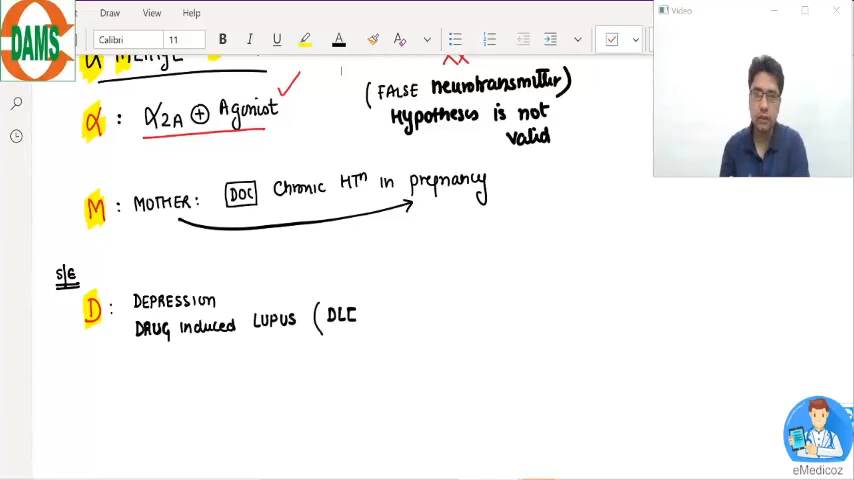 DAMS
Draw View Help
Video
Calibri 11 B I U A
α : α2A ⊕ Agonist
(FALSE neurotransmitter)
Hypothesis is not
valid
M : MOTHER: DOC Chronic HTn in pregnancy
S/E
D : DEPRESSION
DRUG induced LUPUS (DLE
eMedicoz